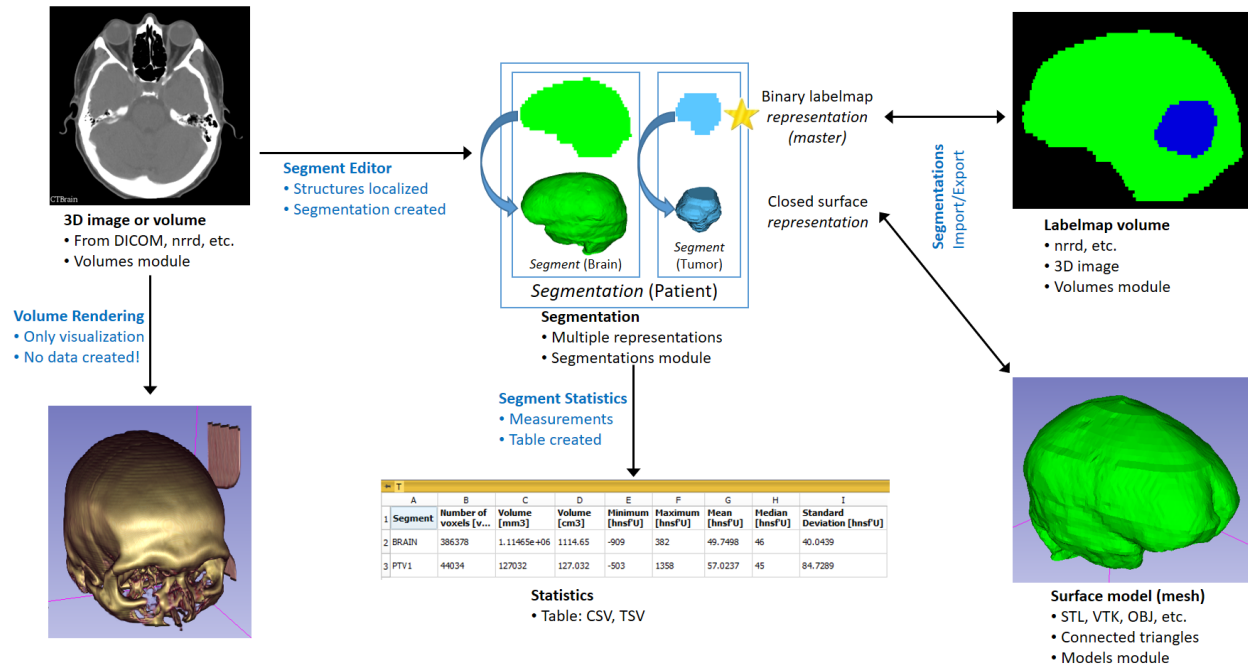 CTBrain
3D image or volume
• From DICOM, nrrd, etc.
• Volumes module
Volume Rendering
• Only visualization
• No data created!
Segment Editor
• Structures localized
• Segmentation created
Segment (Brain)
Segment
(Tumor)
Segmentation (Patient)
Segmentation
• Multiple representations
• Segmentations module
Binary labelmap
representation
(master)
Closed surface
representation
Segmentations
Import/Export
Labelmap volume
• nrrd, etc.
• 3D image
• Volumes module
Segment Statistics
• Measurements
• Table created
T
A B C D E F G H I
1 Segment Number of voxels [v... Volume [mm3] Volume [cm3] Minimum [hnsf'U] Maximum [hnsf'U] Mean [hnsf'U] Median [hnsf'U] Standard Deviation [hnsf'U]
2 BRAIN 386378 1.11465e+06 1114.65 -909 382 49.7498 46 40.0439
3 PTV1 44034 127032 127.032 -503 1358 57.0237 45 84.7289
Statistics
• Table: CSV, TSV
Surface model (mesh)
• STL, VTK, OBJ, etc.
• Connected triangles
• Models module